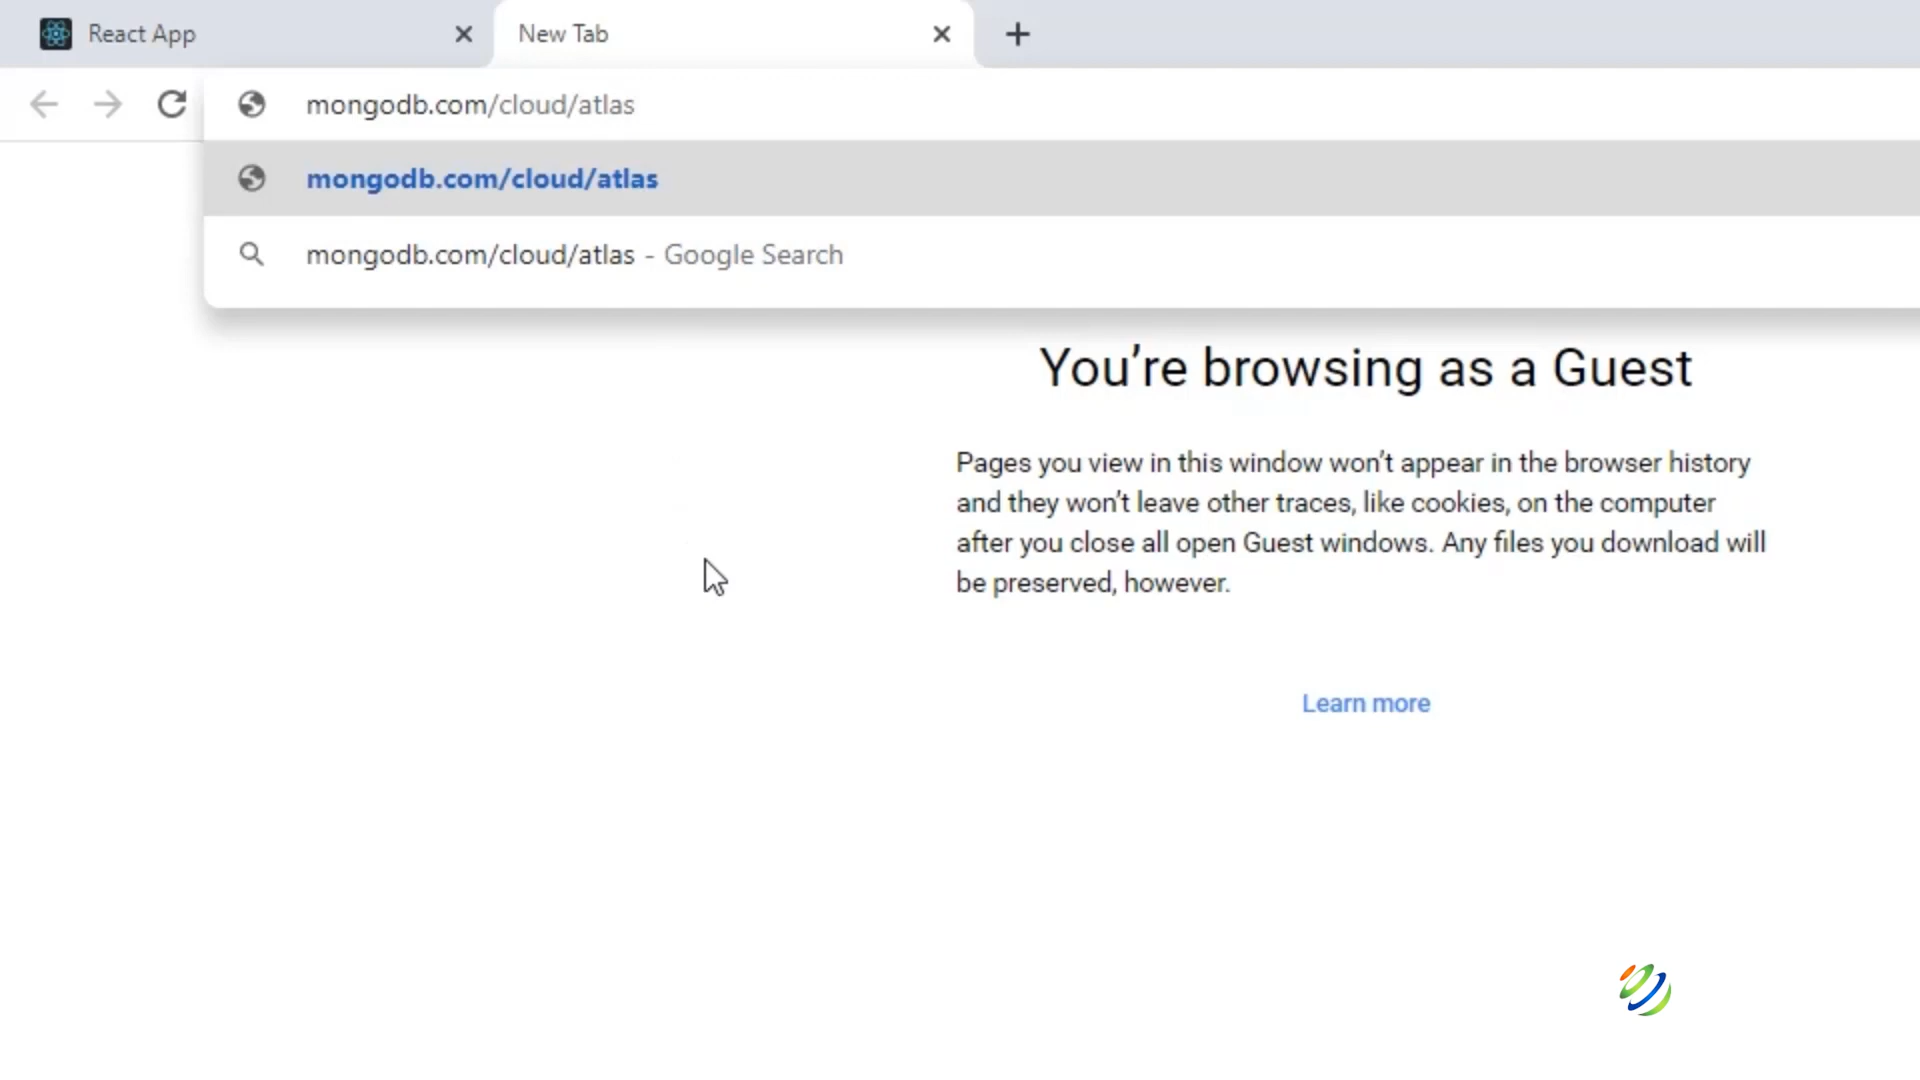 React App
New Tab
mongodb.com/cloud/atlas
mongodb.com/cloud/atlas
mongodb.com/cloud/atlas - Google Search
You’re browsing as a Guest
Pages you view in this window won’t appear in the browser history
and they won’t leave other traces, like cookies, on the computer
after you close all open Guest windows. Any files you download will
be preserved, however.
Learn more